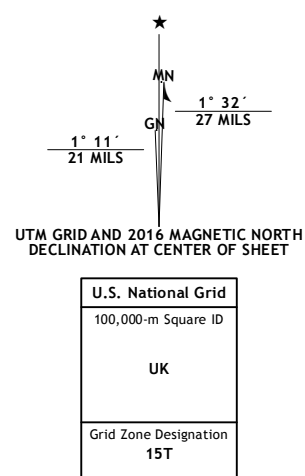 ★
MN
1° 32´
27 MILS
GN
1° 11´
21 MILS
UTM GRID AND 2016 MAGNETIC NORTH
DECLINATION AT CENTER OF SHEET
U.S. National Grid
100,000-m Square ID
UK
Grid Zone Designation
15T